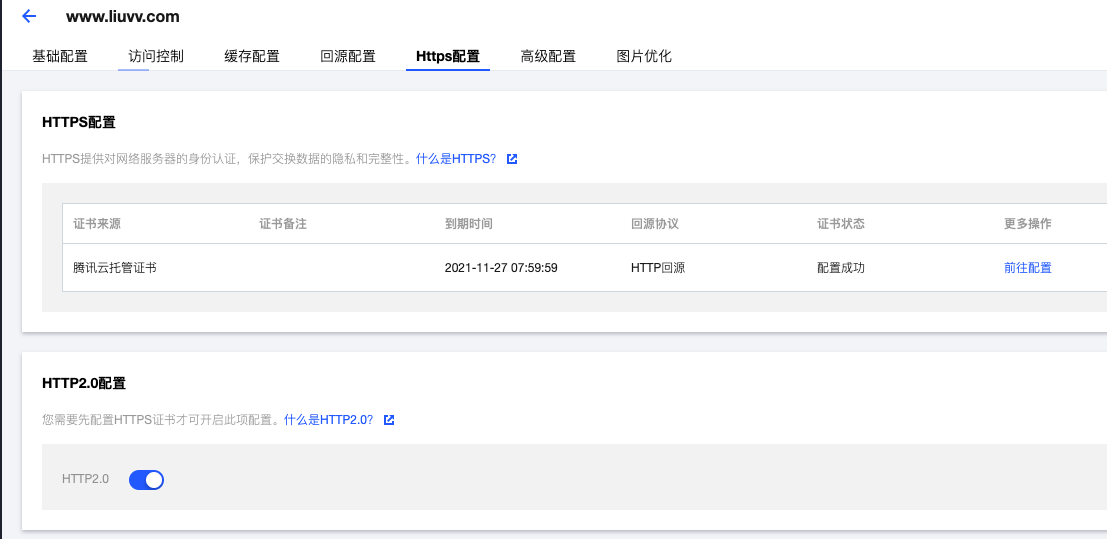 www.liuvv.com
基础配置 访问控制 缓存配置 回源配置 Https配置 高级配置 图片优化
HTTPS配置
HTTPS提供对网络服务器的身份认证，保护交换数据的隐私和完整性。什么是HTTPS?
证书来源 证书备注 到期时间 回源协议 证书状态 更多操作
腾讯云托管证书 2021-11-27 07:59:59 HTTP回源 配置成功 前往配置
HTTP2.0配置
您需要先配置HTTPS证书才可开启此项配置。什么是HTTP2.0?
HTTP2.0